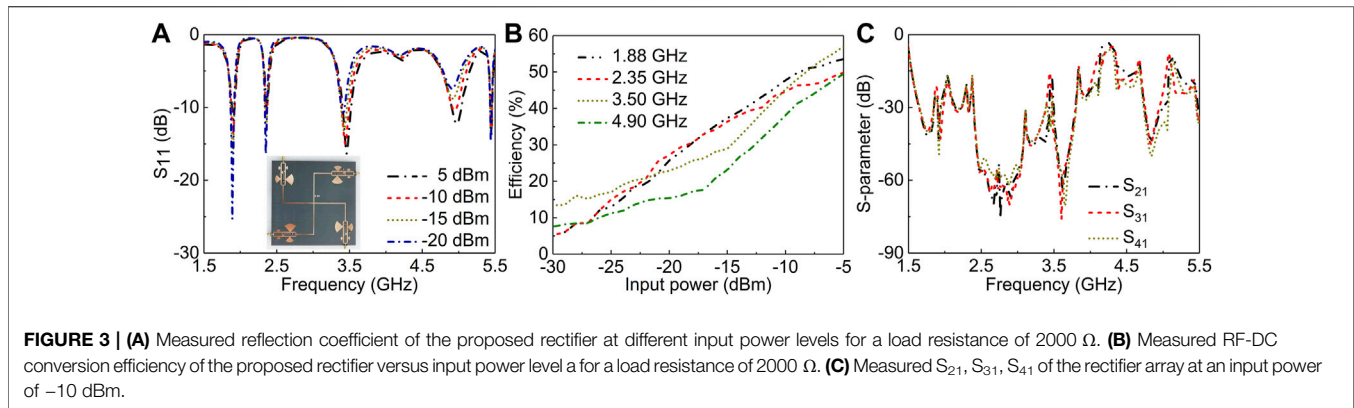 A
0
-10
-20
-30
S11 (dB)
5 dBm
-10 dBm
-15 dBm
-20 dBm
1.5 2.5 3.5 4.5 5.5
Frequency (GHz)
B
60
50
40
30
20
10
0
Efficiency (%)
1.88 GHz
2.35 GHz
3.50 GHz
4.90 GHz
-30 -25 -20 -15 -10 -5
Input power (dBm)
C
0
-30
-60
-90
S-parameter (dB)
S21
S31
S41
1.5 2.5 3.5 4.5 5.5
Frequency (GHz)
FIGURE 3 | (A) Measured reflection coefficient of the proposed rectifier at different input power levels for a load resistance of 2000 Ω. (B) Measured RF-DC
conversion efficiency of the proposed rectifier versus input power level a for a load resistance of 2000 Ω. (C) Measured S21, S31, S41 of the rectifier array at an input power
of −10 dBm.